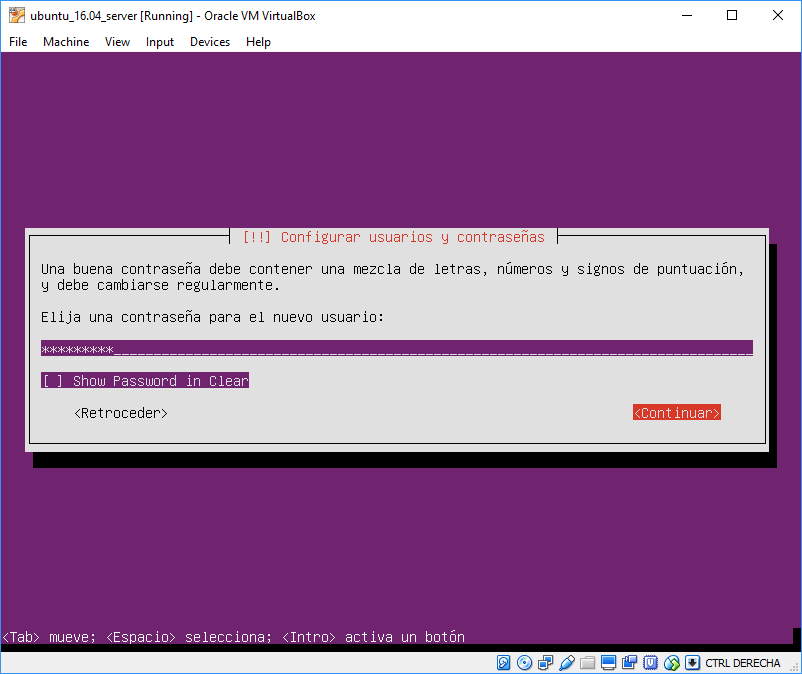 ubuntu_16.04_server [Running] - Oracle VM VirtualBox
File Machine View Input Devices Help
[!!] Configurar usuarios y contraseñas
Una buena contraseña debe contener una mezcla de letras, números y signos de puntuación,
y debe cambiarse regularmente.
Elija una contraseña para el nuevo usuario:
*********
[ ] Show Password in Clear
<Retroceder> <Continuar>
<Tab> mueve; <Espacio> selecciona; <Intro> activa un botón
CTRL DERECHA